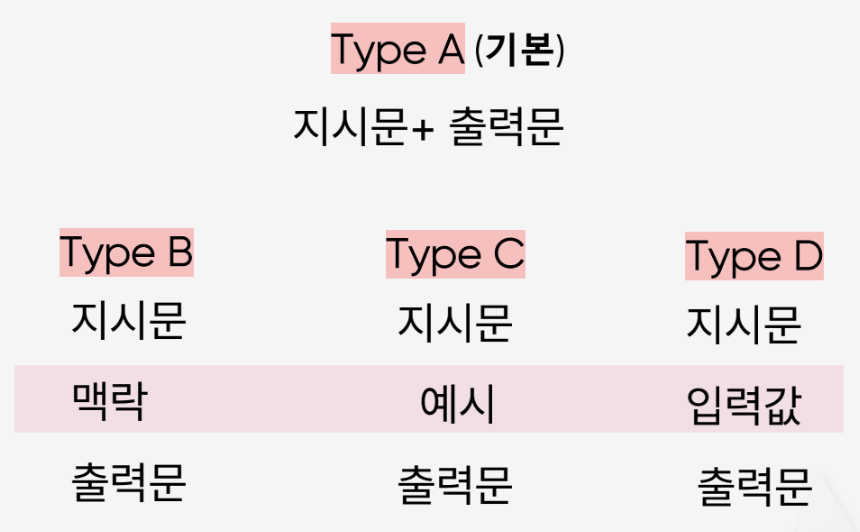 Type A (기본)
지시문+ 출력문
Type B
지시문
맥락
출력문
Type C
지시문
예시
출력문
Type D
지시문
입력값
출력문